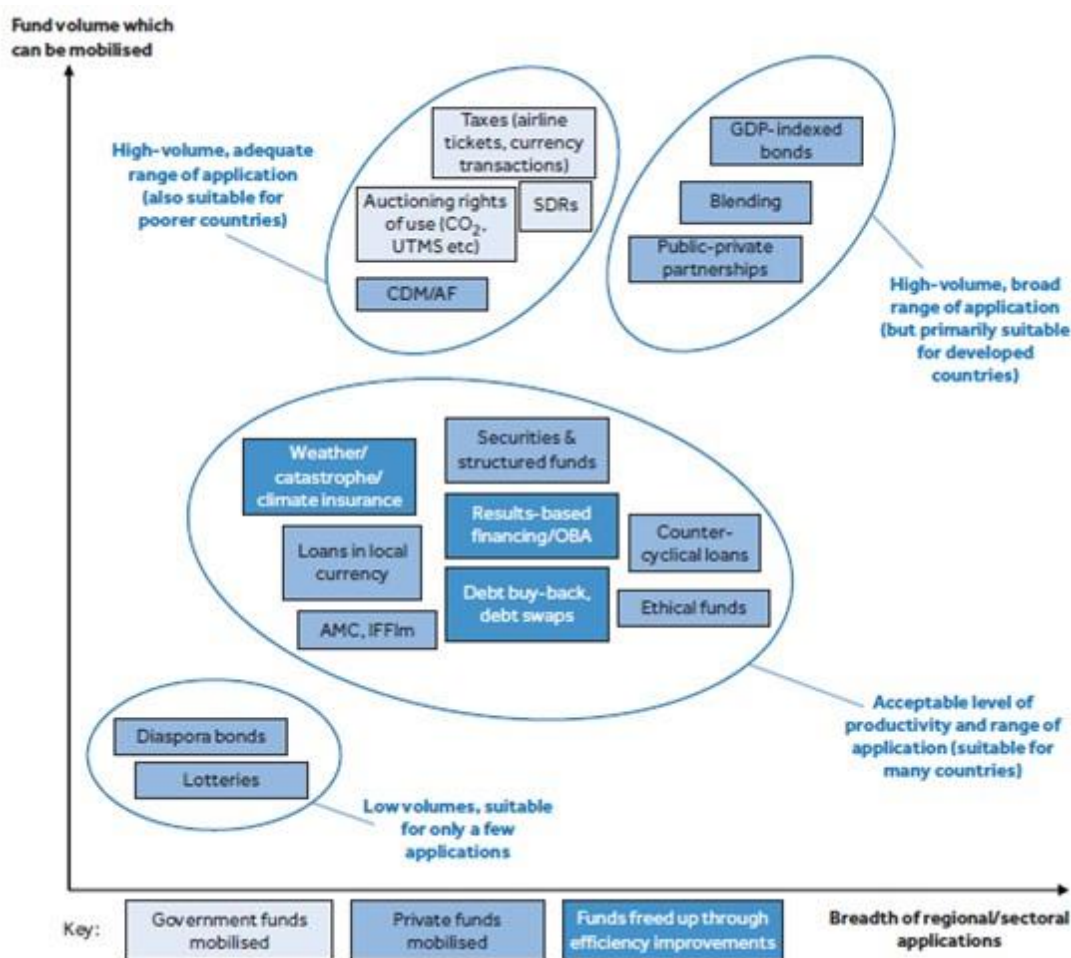 Fund volume which
can be mobilised
Taxes (airline
tickets, currency
transactions)
GDP-indexed
bonds
High-volume, adequate
range of application
(also suitable for
poorer countries)
Auctioning rights
of use (CO₂,
UTMS etc)
SDRs
Blending
Public-private
partnerships
CDM/AF
High-volume, broad
range of application
(but primarily suitable
for developed
countries)
Weather/
catastrophe/
climate insurance
Securities &
structured funds
Results-based
financing/OBA
Counter-
cyclical loans
Loans in local
currency
Debt buy-back,
debt swaps
Ethical funds
AMC, IFFIm
Acceptable level of
productivity and range of
application (suitable for
many countries)
Diaspora bonds
Lotteries
Low volumes, suitable
for only a few
applications
Key:
Government funds
mobilised
Private funds
mobilised
Funds freed up through
efficiency improvements
Breadth of regional/sectoral
applications